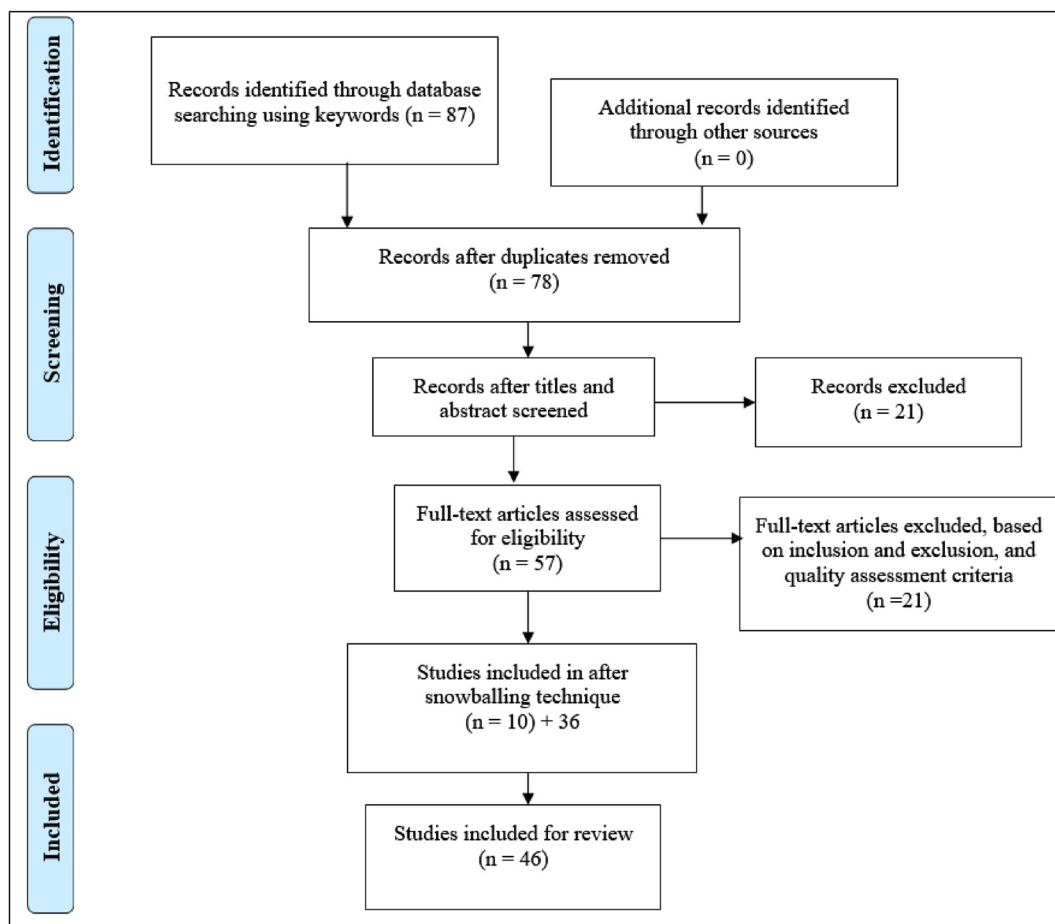 Identification
Records identified through database
searching using keywords (n = 87)
Additional records identified
through other sources
(n = 0)
Screening
Records after duplicates removed
(n = 78)
Records after titles and
abstract screened
Records excluded
(n = 21)
Eligibility
Full-text articles assessed
for eligibility
(n = 57)
Full-text articles excluded, based
on inclusion and exclusion, and
quality assessment criteria
(n =21)
Studies included in after
snowballing technique
(n = 10) + 36
Included
Studies included for review
(n = 46)